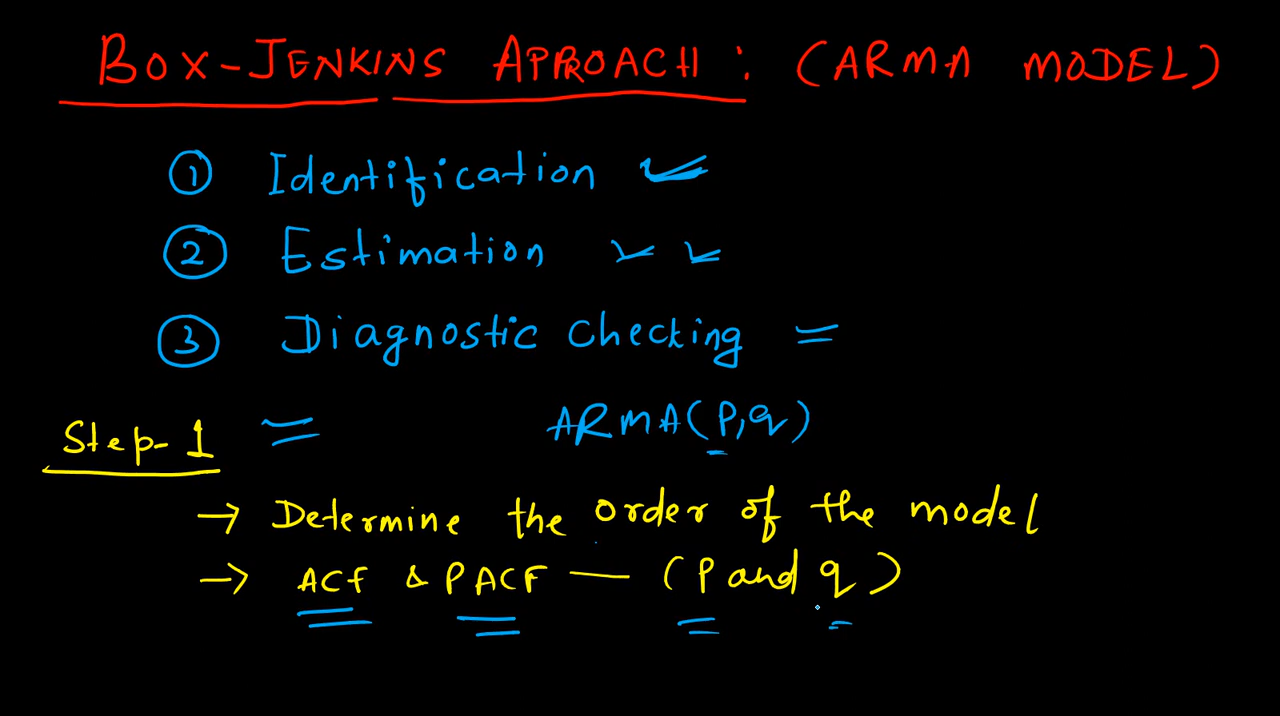 BOX-JENKINS APPROACH : (ARMA MODEL)
① Identification
② Estimation
③ Diagnostic Checking
ARMA(P,q)
Step-1
→ Determine the order of the model
→ ACF & PACF — (P and q)